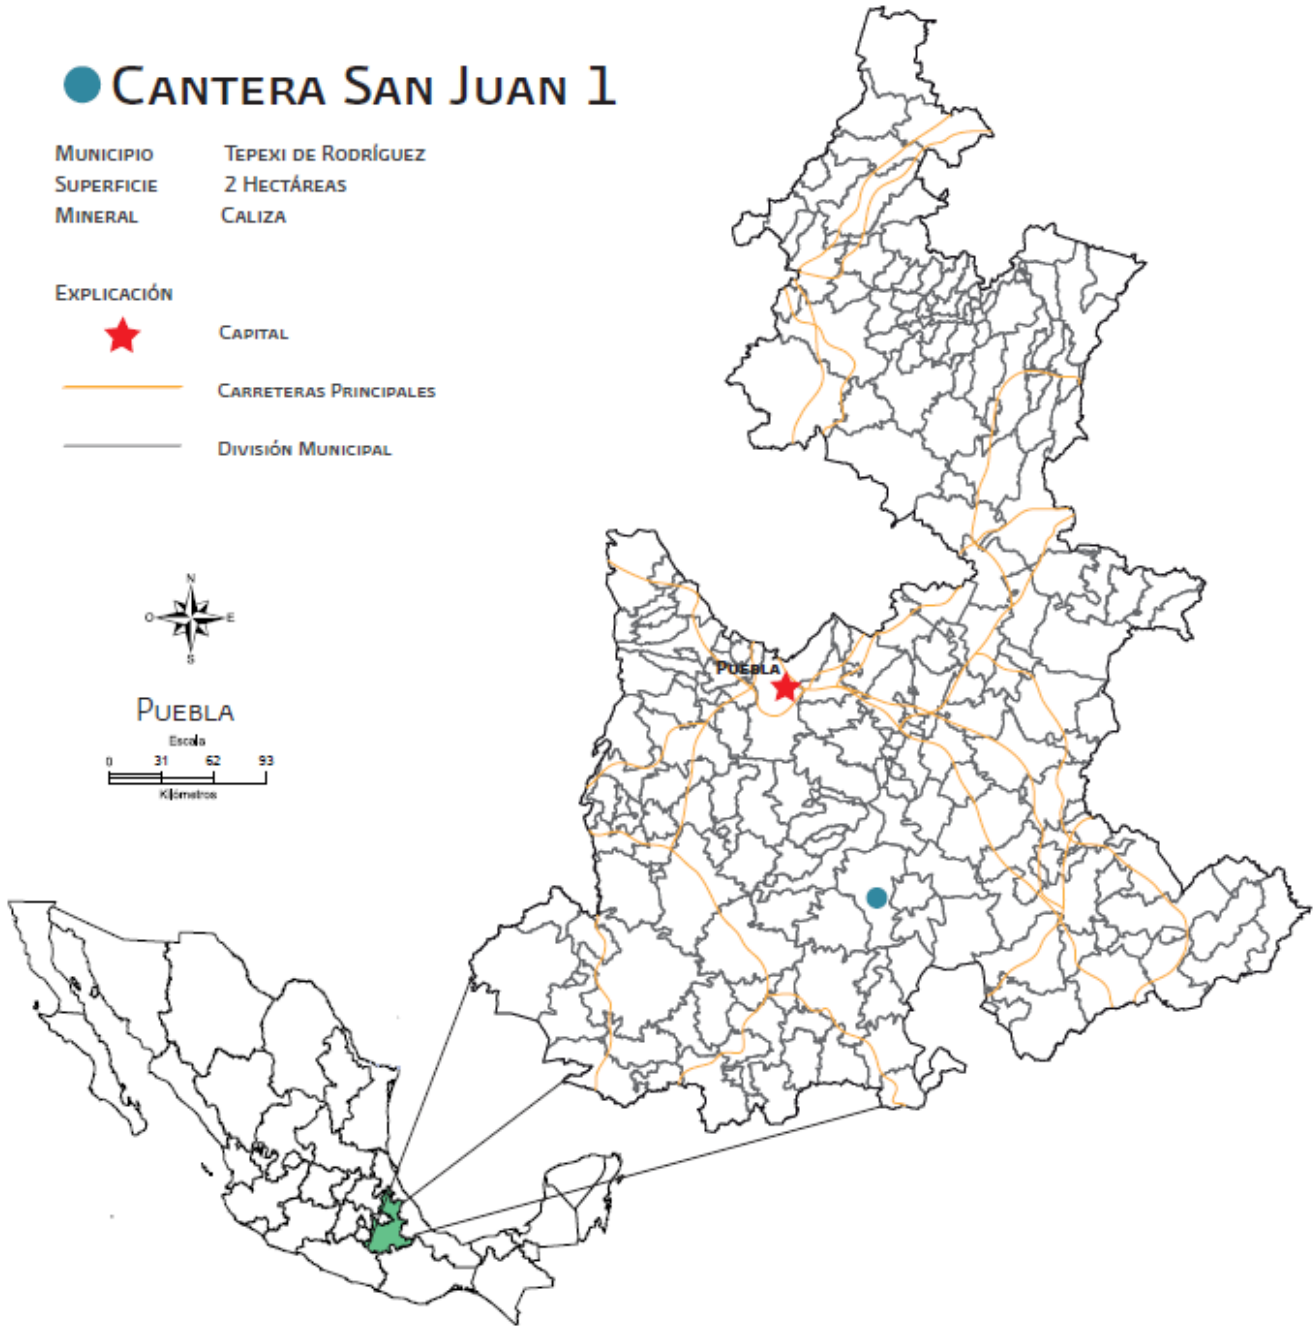 Cantera San Juan 1
Municipio Tepexi de Rodríguez
Superficie 2 Hectáreas
Mineral Caliza
Explicación
Capital
Carreteras Principales
División Municipal
N
O E
S
Puebla
Escala
0 31 62 93
Kilómetros
Puebla